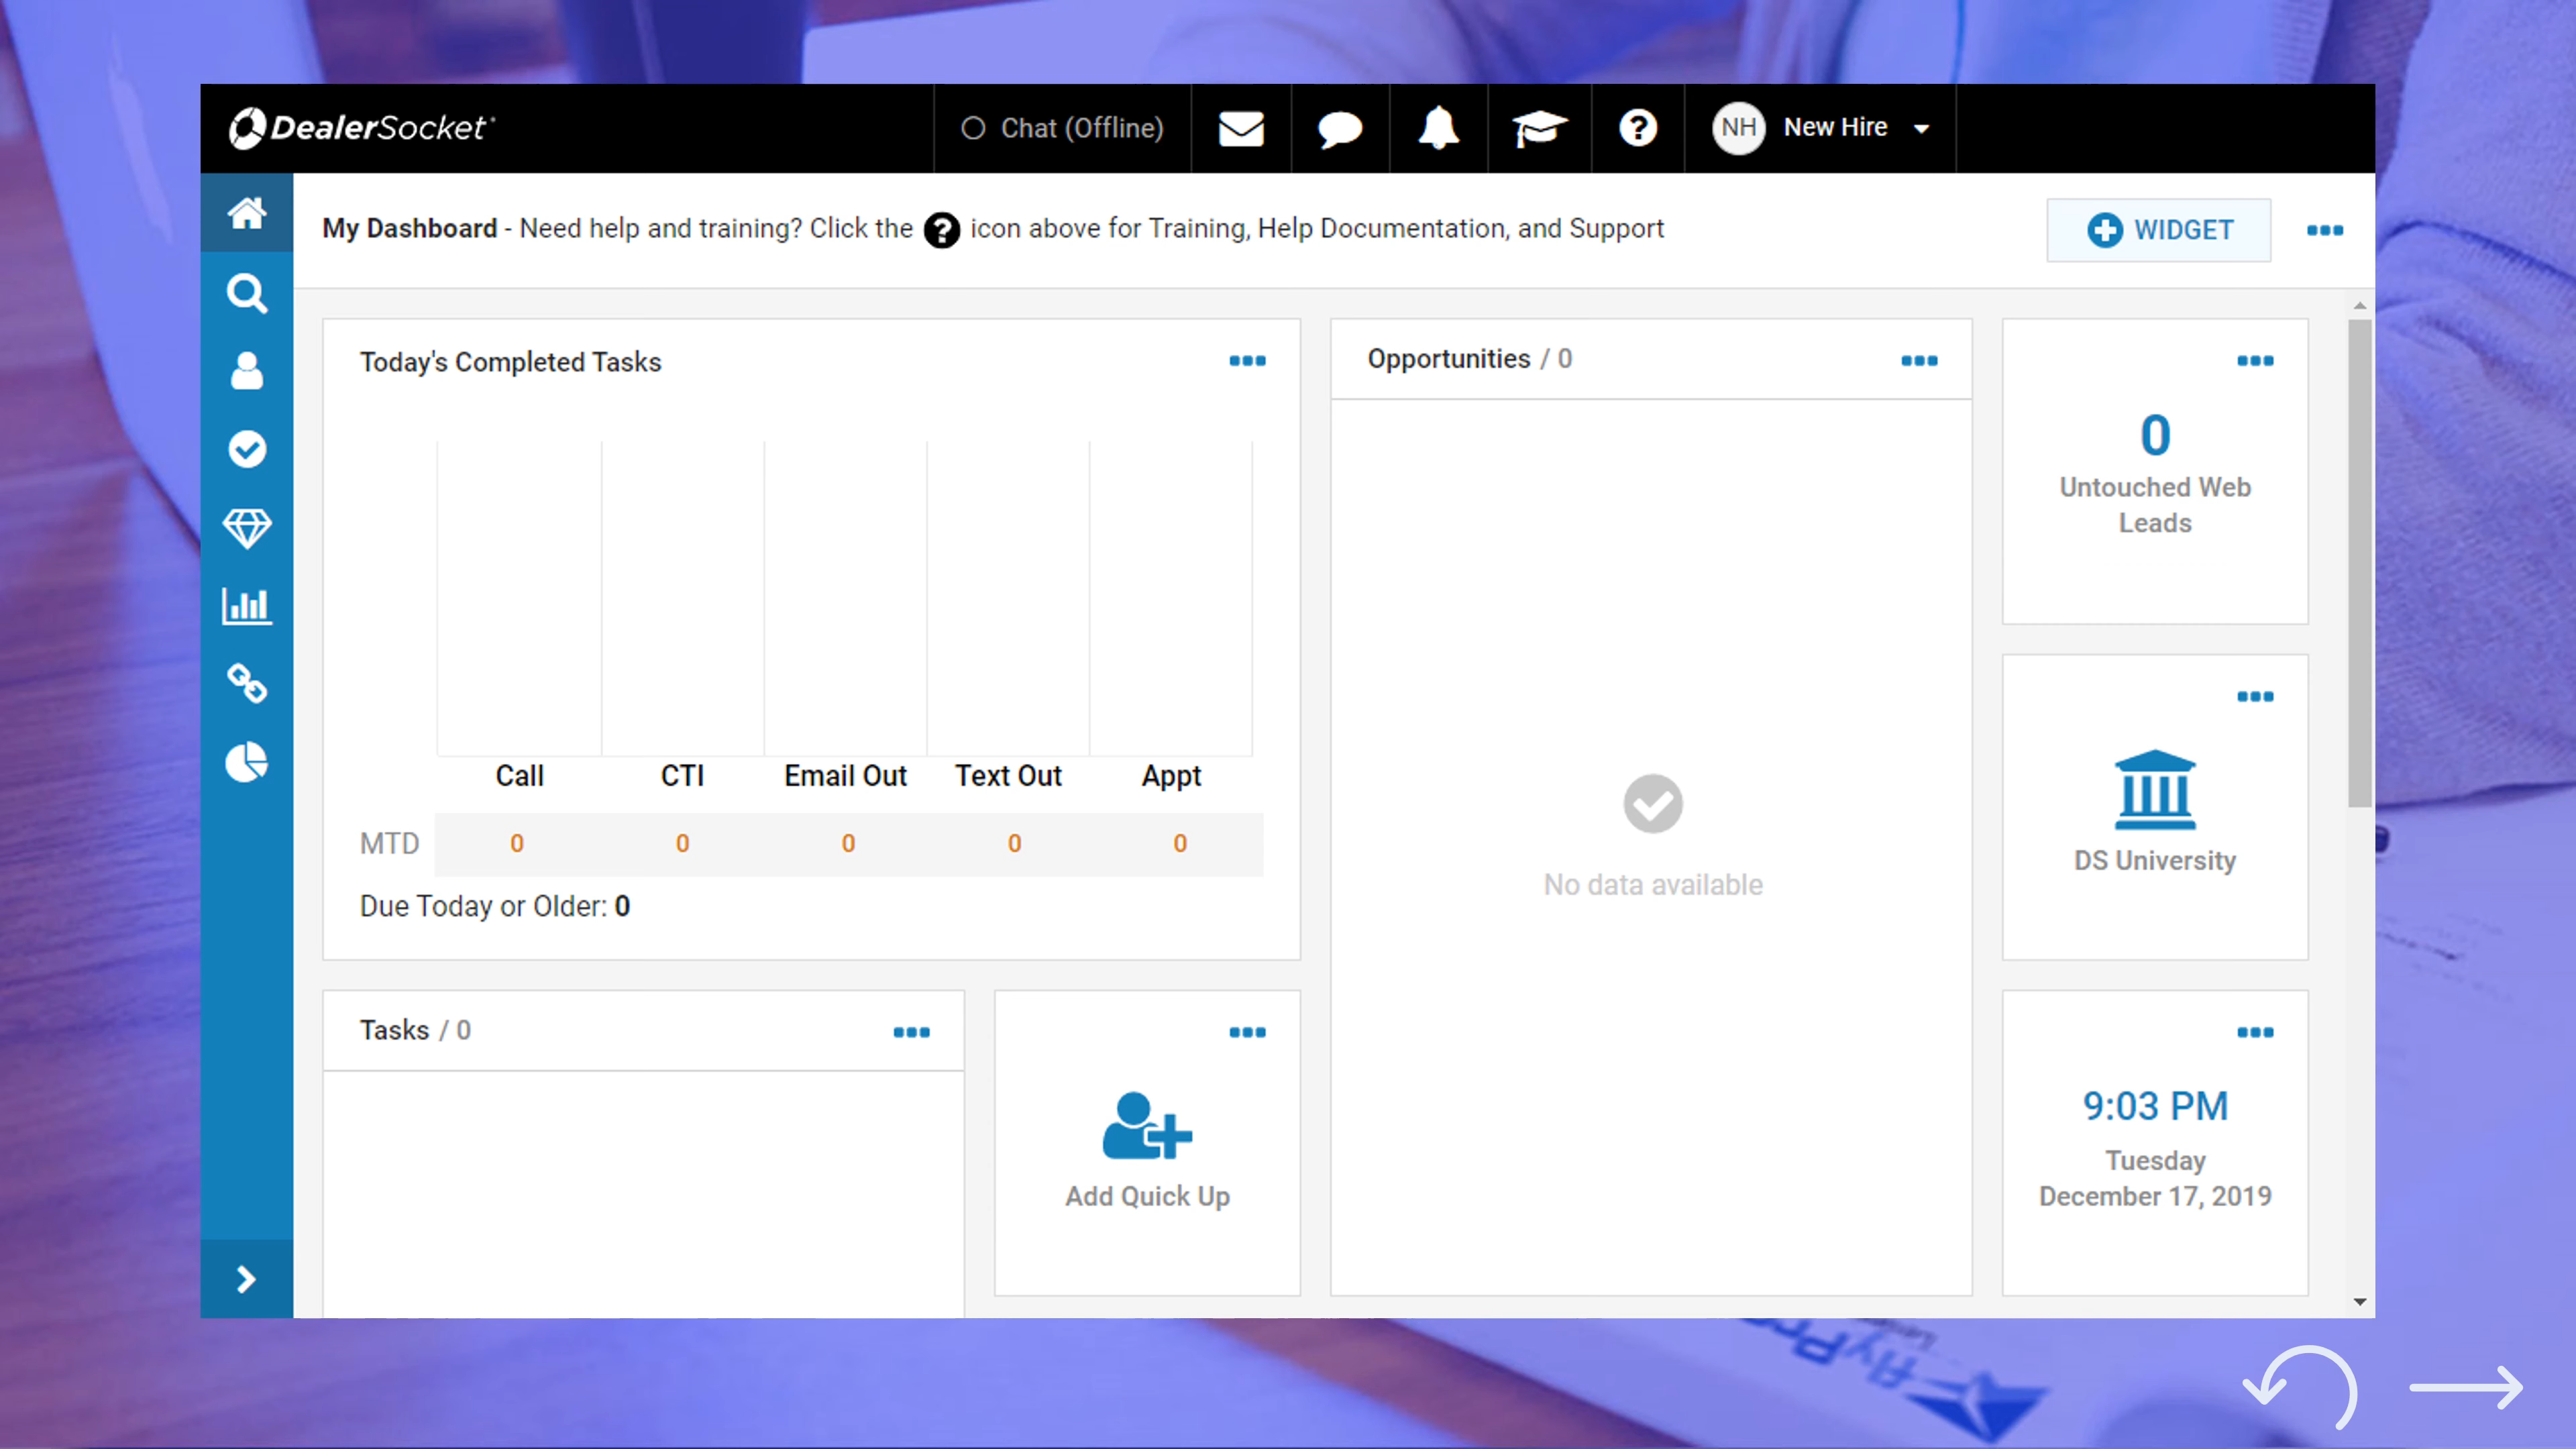 DealerSocket
Chat (Offline)
NH
New Hire
My Dashboard - Need help and training? Click the ? icon above for Training, Help Documentation, and Support
WIDGET
Today's Completed Tasks
Call CTI Email Out Text Out Appt
MTD 0 0 0 0 0
Due Today or Older: 0
Opportunities / 0
No data available
0
Untouched Web
Leads
DS University
Tasks / 0
Add Quick Up
9:03 PM
Tuesday
December 17, 2019